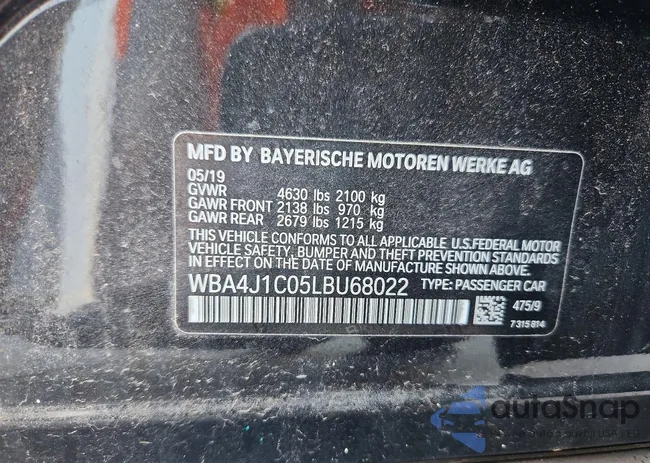 MFD BY BAYERISCHE MOTOREN WERKE AG
05/19
GVWR 4630 lbs 2100 kg
GAWR FRONT 2138 lbs 970 kg
GAWR REAR 2679 lbs 1215 kg
THIS VEHICLE CONFORMS TO ALL APPLICABLE U.S.FEDERAL MOTOR
VEHICLE SAFETY, BUMPER AND THEFT PREVENTION STANDARDS
IN EFFECT ON THE DATE OF MANUFACTURE SHOWN ABOVE.
WBA4J1C05LBU68022 TYPE: PASSENGER CAR
475/9
7315814
autoSnap